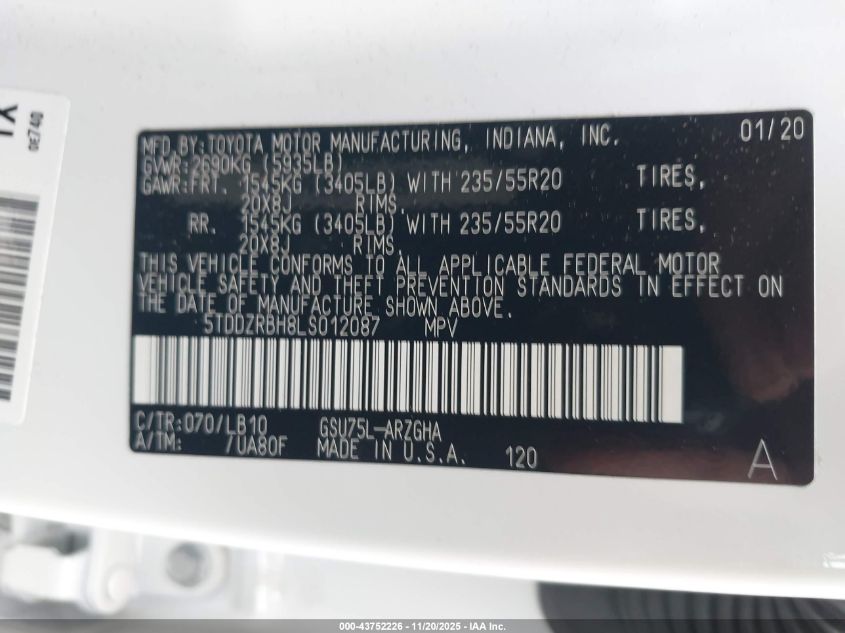 MFD.BY:TOYOTA MOTOR MANUFACTURING, INDIANA, INC. 01/20
GVWR:2690KG (5935LB)
GAWR:FRT. 1545KG (3405LB) WITH 235/55R20 TIRES,
20X8J RIMS.
RR. 1545KG (3405LB) WITH 235/55R20 TIRES,
20X8J RIMS.
THIS VEHICLE CONFORMS TO ALL APPLICABLE FEDERAL MOTOR
VEHICLE SAFETY AND THEFT PREVENTION STANDARDS IN EFFECT ON
THE DATE OF MANUFACTURE SHOWN ABOVE.
5TDDZRBH8LS012087 MPV
C/TR:070/LB10 GSU75L-ARZGHA
A/TM: 7UA80F MADE IN U.S.A. 120
A
0E740
000-43752226 - 11/20/2025 - IAA Inc.